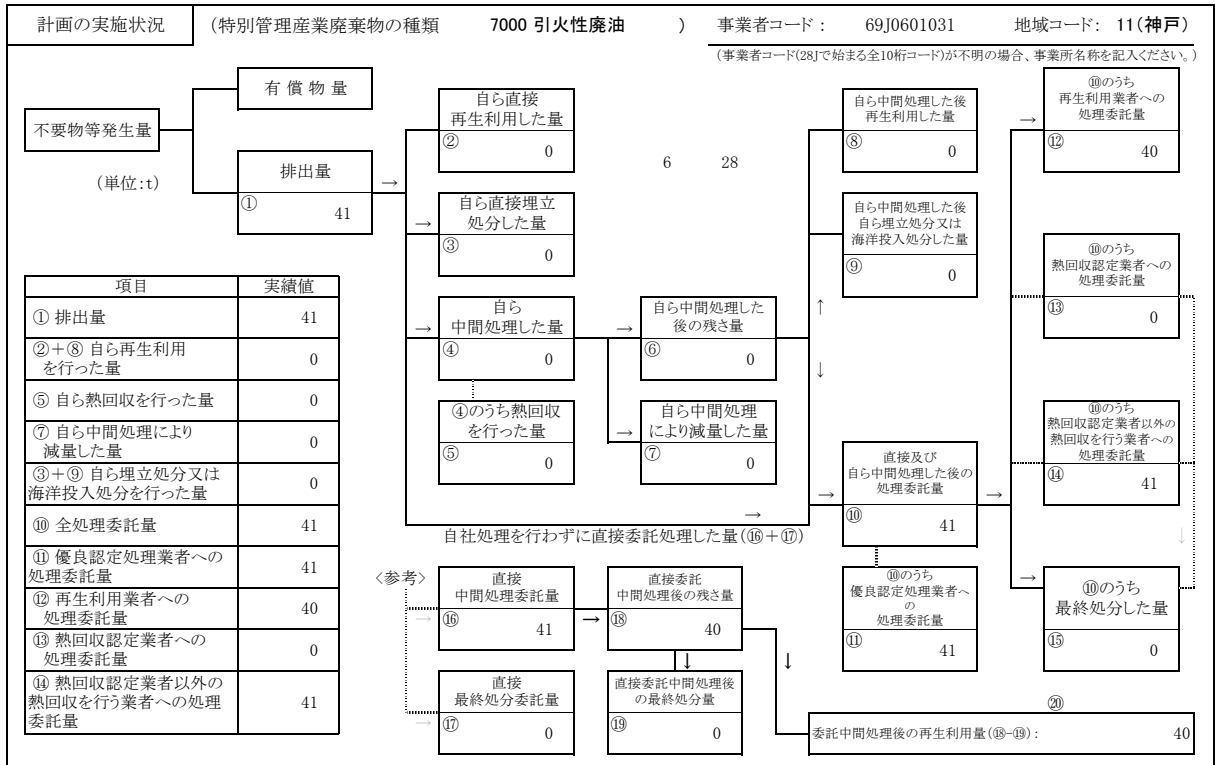 計画の実施状況 (特別管理産業廃棄物の種類 7000 引火性廃油 ) 事業者コード : 69J0601031 地域コード: 11(神戸)
(事業者コード(28Jで始まる全10桁コード)が不明の場合、事業所名称を記入ください。)
不要物等発生量
(単位:t)
有償物量
排出量
→
① 41
自ら直接
再生利用した量
② 0
6 28
→
自ら直接埋立
処分した量
③ 0
→
自ら
中間処理した量
④ 0
④のうち熱回収
を行った量
⑤ 0
→
自ら中間処理した
後の残さ量
⑥ 0
→
自ら中間処理
により減量した量
⑦ 0
自ら中間処理した後
再生利用した量
⑧ 0
自ら中間処理した後
自ら埋立処分又は
海洋投入処分した量
⑨ 0
↑
↓
→
自社処理を行わずに直接委託処理した量(⑯+⑰)
→
直接及び
自ら中間処理した後の
処理委託量
⑩ 41
→
⑩のうち
優良認定処理業者へ
の
処理委託量
⑪ 41
→
⑩のうち
再生利用業者への
処理委託量
⑫ 40
⑩のうち
熱回収認定業者への
処理委託量
⑬ 0
⑩のうち
熱回収認定業者以外の
熱回収を行う業者への
処理委託量
⑭ 41
↓
→
⑩のうち
最終処分した量
⑮ 0
項目 実績値
① 排出量 41
②+⑧ 自ら再生利用
を行った量 0
⑤ 自ら熱回収を行った量 0
⑦ 自ら中間処理により
減量した量 0
③+⑨ 自ら埋立処分又は
海洋投入処分を行った量 0
⑩ 全処理委託量 41
⑪ 優良認定処理業者への
処理委託量 41
⑫ 再生利用業者への
処理委託量 40
⑬ 熱回収認定業者への
処理委託量 0
⑭ 熱回収認定業者以外の
熱回収を行う業者への処理
委託量 41
<参考>
→
直接
中間処理委託量
⑯ 41
→
直接委託
中間処理後の残さ量
⑱ 40
↓
↓
→
直接
最終処分委託量
⑰ 0
直接委託中間処理後
の最終処分量
⑲ 0
⑳
委託中間処理後の再生利用量(⑱-⑲) : 40